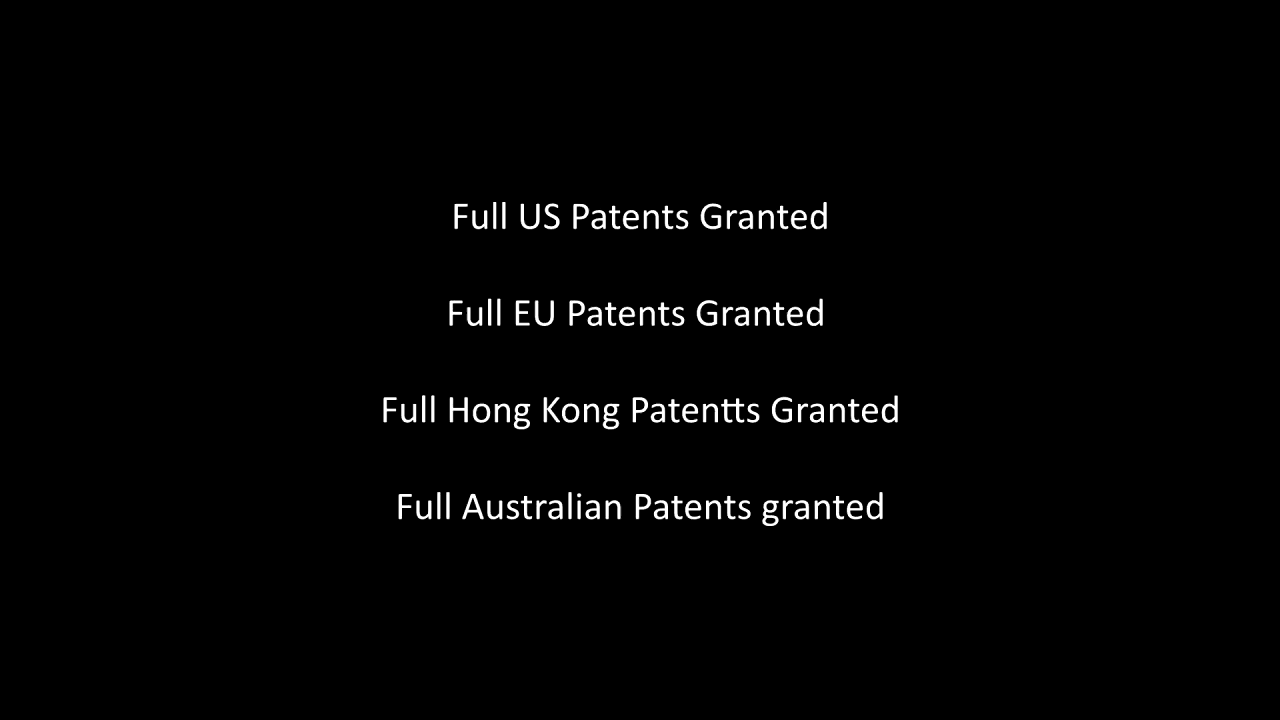 Full US Patents Granted
Full EU Patents Granted
Full Hong Kong Patentts Granted
Full Australian Patents granted